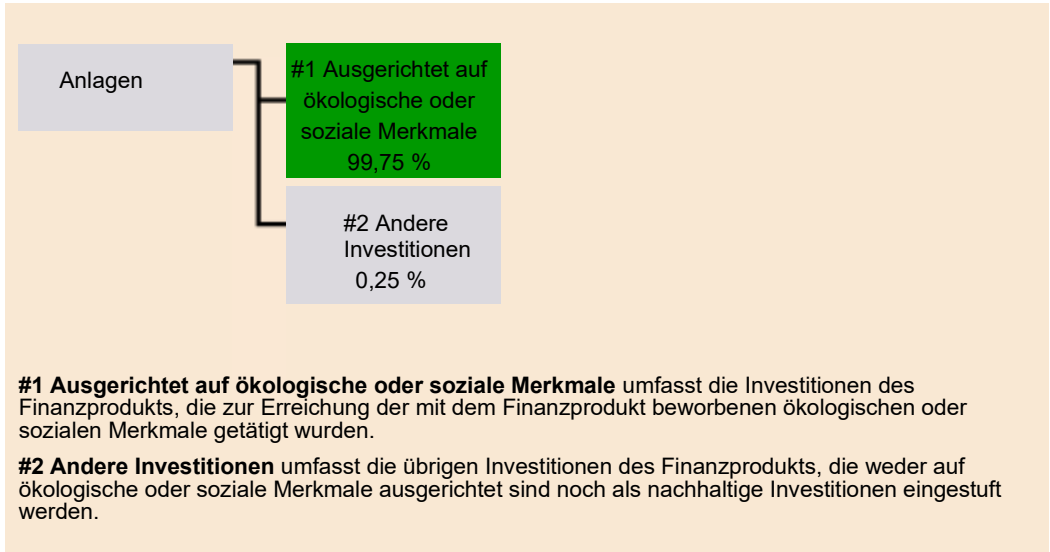 Anlagen
#1 Ausgerichtet auf
ökologische oder
soziale Merkmale
99,75 %
#2 Andere
Investitionen
0,25 %
#1 Ausgerichtet auf ökologische oder soziale Merkmale umfasst die Investitionen des
Finanzprodukts, die zur Erreichung der mit dem Finanzprodukt beworbenen ökologischen oder
sozialen Merkmale getätigt wurden.
#2 Andere Investitionen umfasst die übrigen Investitionen des Finanzprodukts, die weder auf
ökologische oder soziale Merkmale ausgerichtet sind noch als nachhaltige Investitionen eingestuft
werden.